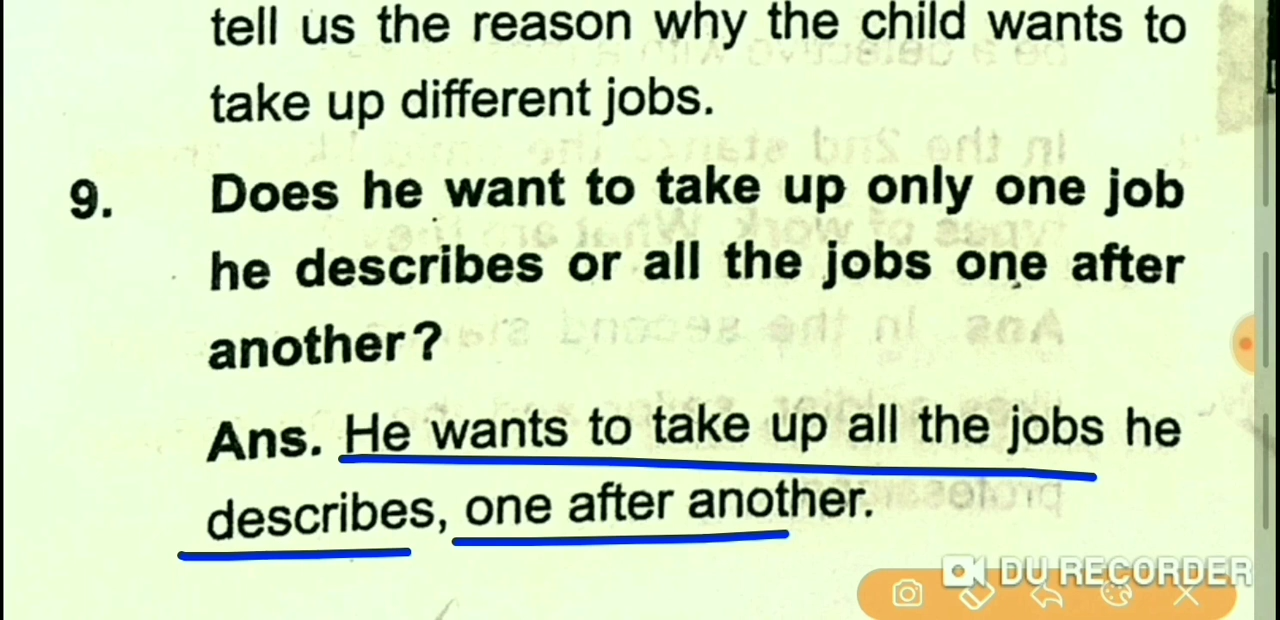 tell us the reason why the child wants to
take up different jobs.
9. Does he want to take up only one job
he describes or all the jobs one after
another?
Ans. He wants to take up all the jobs he
describes, one after another.
DU RECORDER